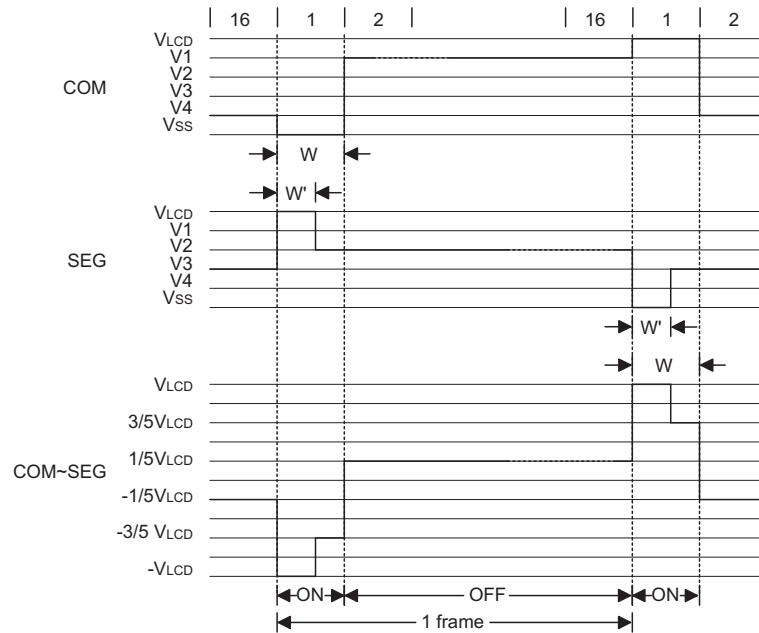 16 1 2 16 1 2
VLCD
V1
V2
V3
V4
VSS
COM
W
W'
VLCD
V1
V2
V3
V4
VSS
SEG
W'
W
VLCD
3/5VLCD
1/5VLCD
-1/5VLCD
-3/5 VLCD
-VLCD
COM~SEG
ON OFF ON
1 frame